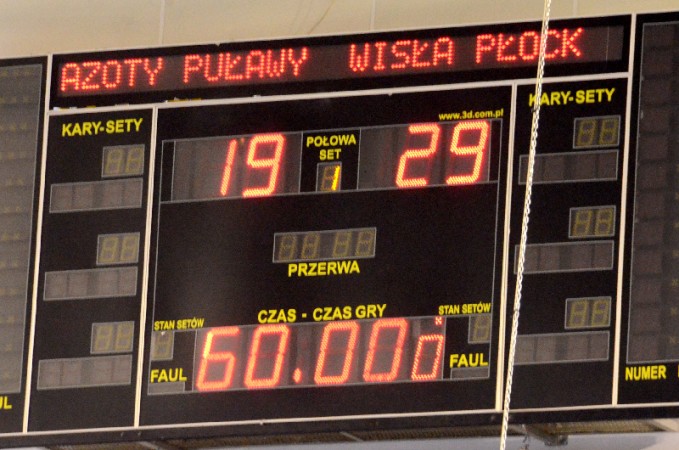 AZOTY PUŁAWY WISŁA PŁOCK
KARY-SETY
www.3d.com.pl
KARY-SETY
19
POŁOWA
SET
1
29
PRZERWA
CZAS - CZAS GRY
STAN SETÓW
STAN SETÓW
60.00
FAUL
FAUL
NUMER